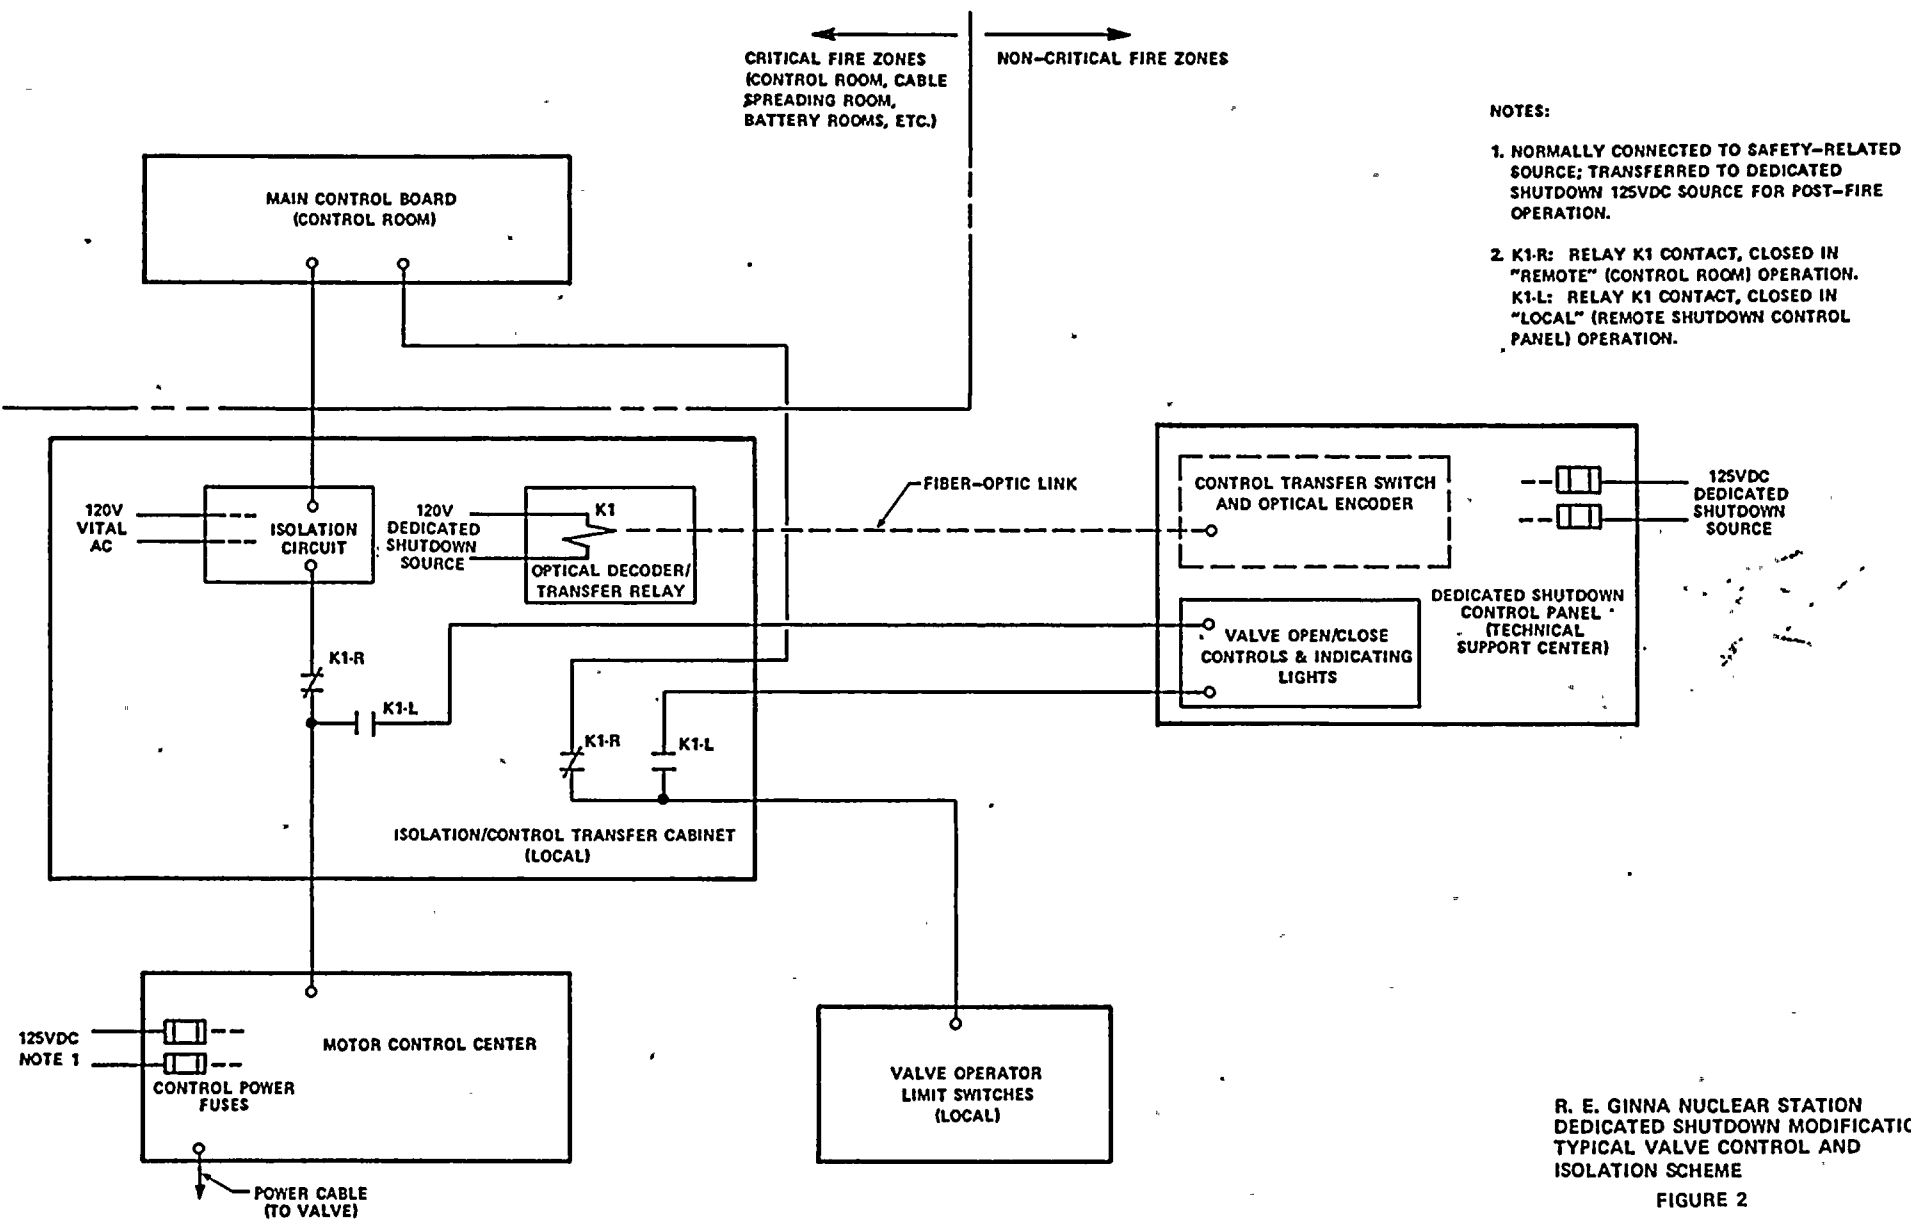 CRITICAL FIRE ZONES
(CONTROL ROOM, CABLE
SPREADING ROOM,
BATTERY ROOMS, ETC.)
NON-CRITICAL FIRE ZONES
NOTES:
1. NORMALLY CONNECTED TO SAFETY-RELATED
SOURCE; TRANSFERRED TO DEDICATED
SHUTDOWN 125VDC SOURCE FOR POST-FIRE
OPERATION.
2. K1-R: RELAY K1 CONTACT, CLOSED IN
"REMOTE" (CONTROL ROOM) OPERATION.
K1-L: RELAY K1 CONTACT, CLOSED IN
"LOCAL" (REMOTE SHUTDOWN CONTROL
PANEL) OPERATION.
MAIN CONTROL BOARD
(CONTROL ROOM)
120V
VITAL
AC
ISOLATION
CIRCUIT
120V
DEDICATED
SHUTDOWN
SOURCE
K1
OPTICAL DECODER/
TRANSFER RELAY
FIBER-OPTIC LINK
CONTROL TRANSFER SWITCH
AND OPTICAL ENCODER
125VDC
DEDICATED
SHUTDOWN
SOURCE
DEDICATED SHUTDOWN
CONTROL PANEL
(TECHNICAL
SUPPORT CENTER)
VALVE OPEN/CLOSE
CONTROLS & INDICATING
LIGHTS
K1-R
K1-L
K1-R
K1-L
ISOLATION/CONTROL TRANSFER CABINET
(LOCAL)
125VDC
NOTE 1
CONTROL POWER
FUSES
MOTOR CONTROL CENTER
POWER CABLE
(TO VALVE)
VALVE OPERATOR
LIMIT SWITCHES
(LOCAL)
R. E. GINNA NUCLEAR STATION
DEDICATED SHUTDOWN MODIFICATIO
TYPICAL VALVE CONTROL AND
ISOLATION SCHEME
FIGURE 2